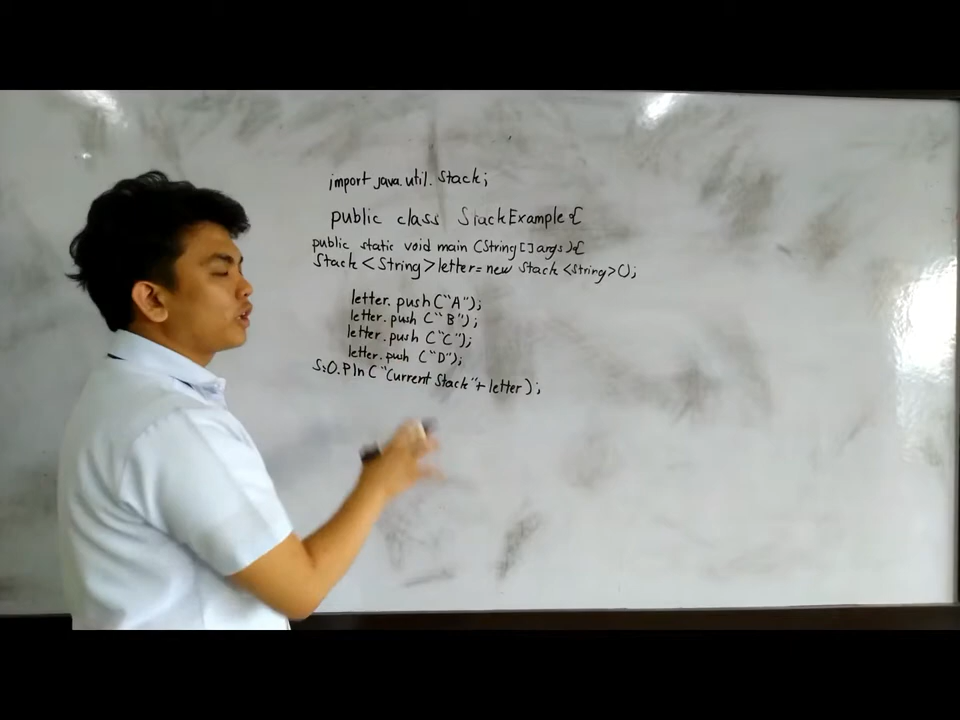 import java.util.Stack;
public class StackExample{
public static void main (String[]args){
Stack<String>letter=new Stack<String>();
letter.push("A");
letter.push ("B");
letter.push ("C");
letter.push ("D");
S.O.Pln("Current Stack"+letter);